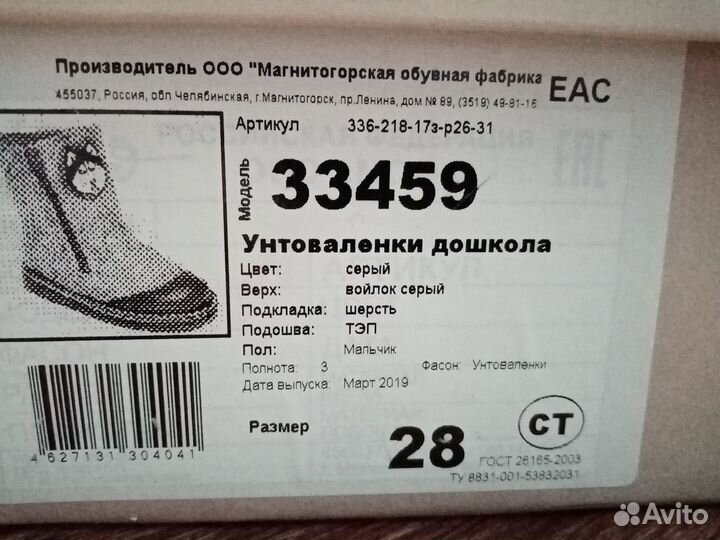 Производитель ООО "Магнитогорская обувная фабрика
455037, Россия, обл Челябинская, г.Магнитогорск, пр.Ленина, дом № 89, (3519) 49-81-16
EAC
Артикул 336-218-17з-р26-31
Модель 33459
Унтоваленки дошкола
Цвет: серый
Верх: войлок серый
Подкладка: шерсть
Подошва: ТЭП
Пол: Мальчик
Полнота: 3 Фасон: Унтоваленки
Дата выпуска: Март 2019
Размер 28
СТ
ГОСТ 26165-2003
ТУ 8831-001-53832031
4 627131 304041
Avito